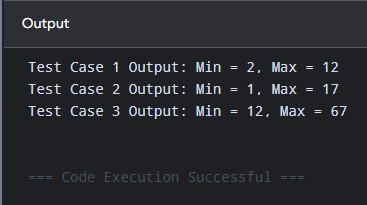 Output
Test Case 1 Output: Min = 2, Max = 12
Test Case 2 Output: Min = 1, Max = 17
Test Case 3 Output: Min = 12, Max = 67
=== Code Execution Successful ===